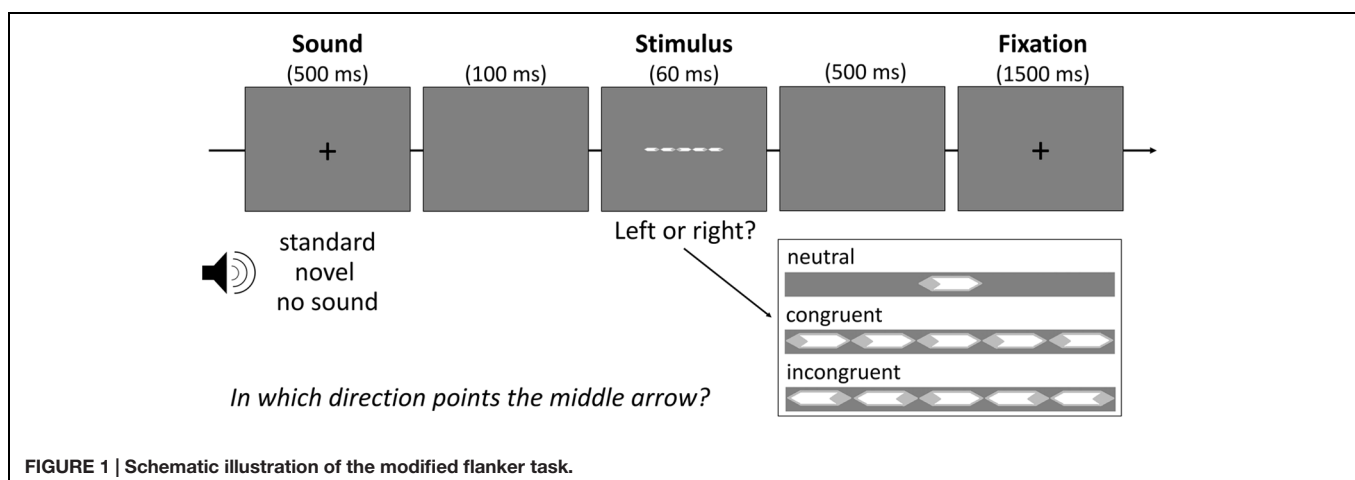 Sound
(500 ms)
(100 ms)
Stimulus
(60 ms)
(500 ms)
Fixation
(1500 ms)
+
+
Left or right?
standard
novel
no sound
neutral
congruent
incongruent
In which direction points the middle arrow?
FIGURE 1 | Schematic illustration of the modified flanker task.